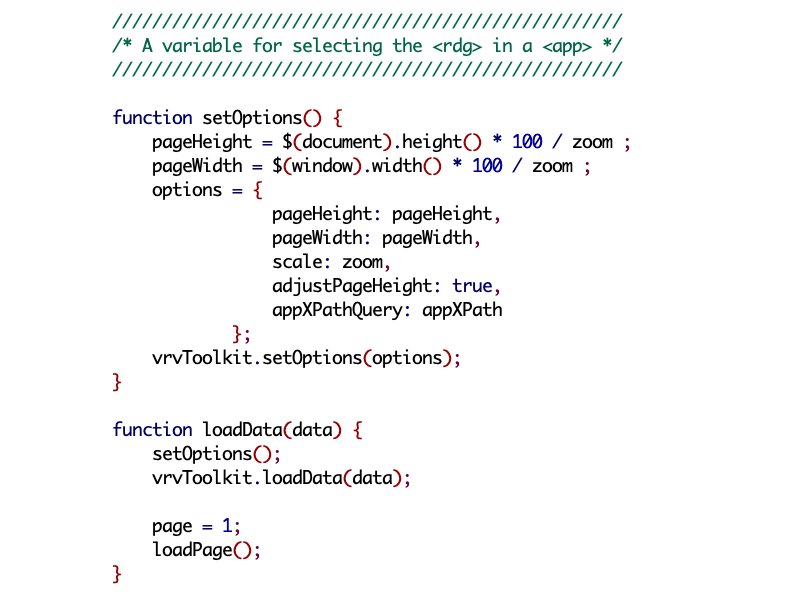 ///////////////////////////////////////////////////
/* A variable for selecting the <rdg> in a <app> */
///////////////////////////////////////////////////

function setOptions() {
    pageHeight = $(document).height() * 100 / zoom ;
    pageWidth = $(window).width() * 100 / zoom ;
    options = {
                pageHeight: pageHeight,
                pageWidth: pageWidth,
                scale: zoom,
                adjustPageHeight: true,
                appXPathQuery: appXPath
            };
    vrvToolkit.setOptions(options);
}

function loadData(data) {
    setOptions();
    vrvToolkit.loadData(data);

    page = 1;
    loadPage();
}